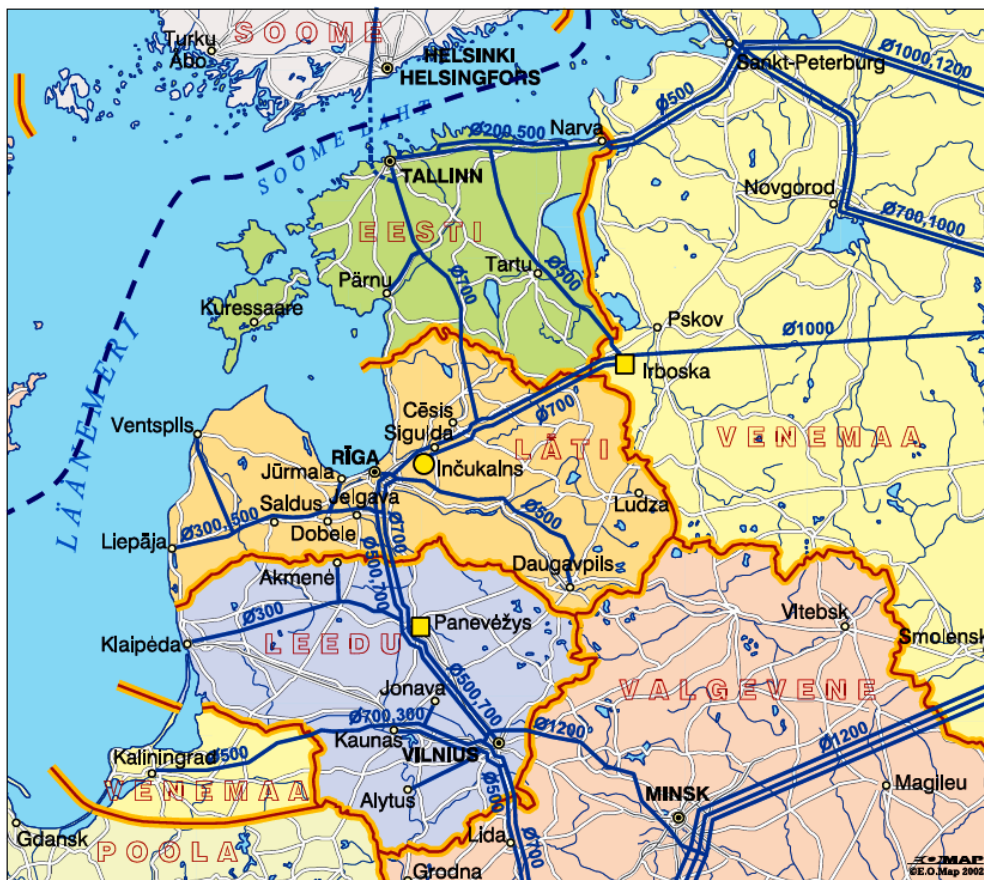 SOOME
Turku
Åbo
HELSINKI
HELSINGFORS
Sankt-Peterburg
Ø1000,1200
Ø500
SOOME LAHT
Ø200,500
Narva
TALLINN
Novgorod
Ø700,1000
EESTI
Tartu
Ø500
Ø700
Pärnu
Kuressaare
Pskov
Ø1000
Irboska
LÄÄNEMERI
Cēsis
Ø700
Ventspils
Sigulda
LÄTI
VENEMAA
RĪGA
Inčukalns
Jūrmala
Jelgava
Saldus
Ludza
Ø500
Ø300,500
Dobele
Ø700
Liepāja
Ø500,700
Daugavpils
Akmenė
Ø300
Panevėžys
Vitebsk
Klaipėda
LEEDU
Smolensk
Jonava
Ø500,700
VALGEVENE
Ø700,360
Ø1200
Kaunas
VILNIUS
Ø1200
Kaliningrad
Ø500
Ø500
VENEMAA
Alytus
MINSK
Magileu
Gdansk
POOLA
Lida
Ø700
Grodna
E.O.MAP
©E.O.Map 2002